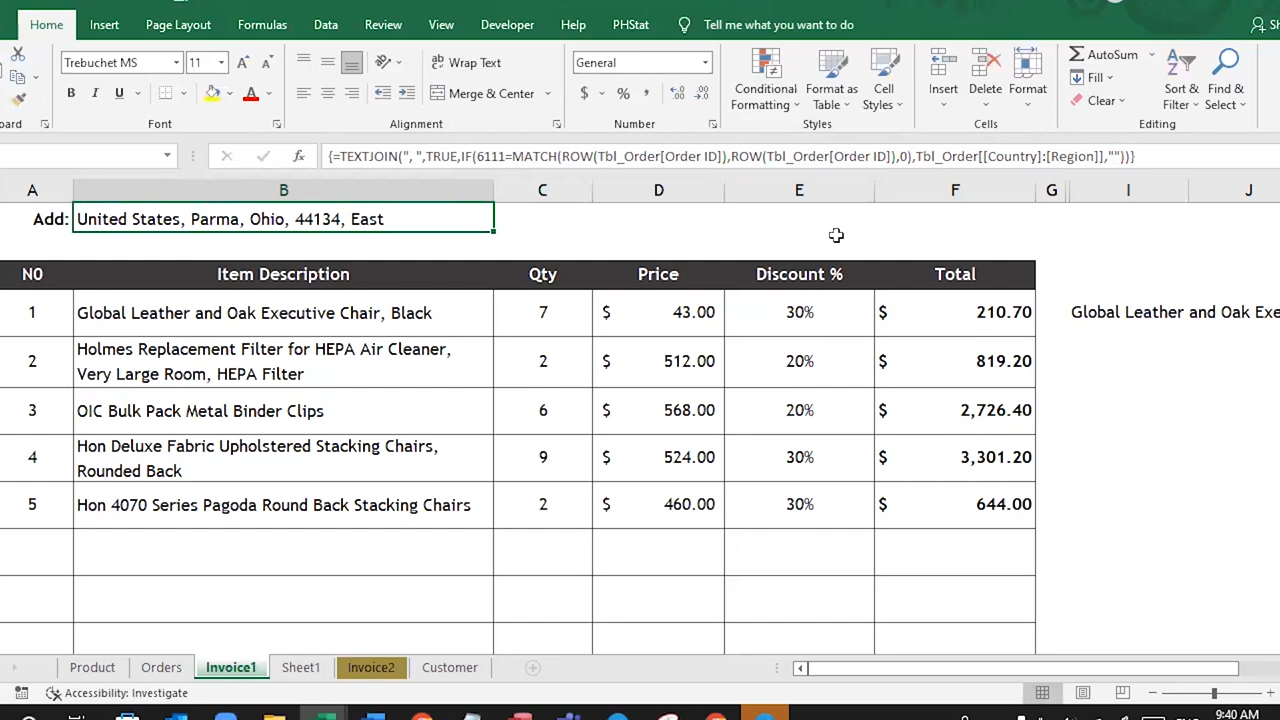 Home Insert Page Layout Formulas Data Review View Developer Help PHStat Tell me what you want to do
Trebuchet MS 11 Wrap Text General AutoSum
Fill
B I U A Merge & Center $ % Conditional Formatting Format as Table Cell Styles Insert Delete Format Clear Sort & Filter Find & Select
Font Alignment Number Styles Cells Editing
fx {=TEXTJOIN(", ",TRUE,IF(6111=MATCH(ROW(Tbl_Order[Order ID]),ROW(Tbl_Order[Order ID]),0),Tbl_Order[[Country]:[Region]],""))}
A B C D E F G I J
Add: United States, Parma, Ohio, 44134, East
N0 Item Description Qty Price Discount % Total
1 Global Leather and Oak Executive Chair, Black 7 $ 43.00 30% $ 210.70 Global Leather and Oak Exe
2 Holmes Replacement Filter for HEPA Air Cleaner, Very Large Room, HEPA Filter 2 $ 512.00 20% $ 819.20
3 OIC Bulk Pack Metal Binder Clips 6 $ 568.00 20% $ 2,726.40
4 Hon Deluxe Fabric Upholstered Stacking Chairs, Rounded Back 9 $ 524.00 30% $ 3,301.20
5 Hon 4070 Series Pagoda Round Back Stacking Chairs 2 $ 460.00 30% $ 644.00
Product Orders Invoice1 Sheet1 Invoice2 Customer
Accessibility: Investigate
9:40 AM